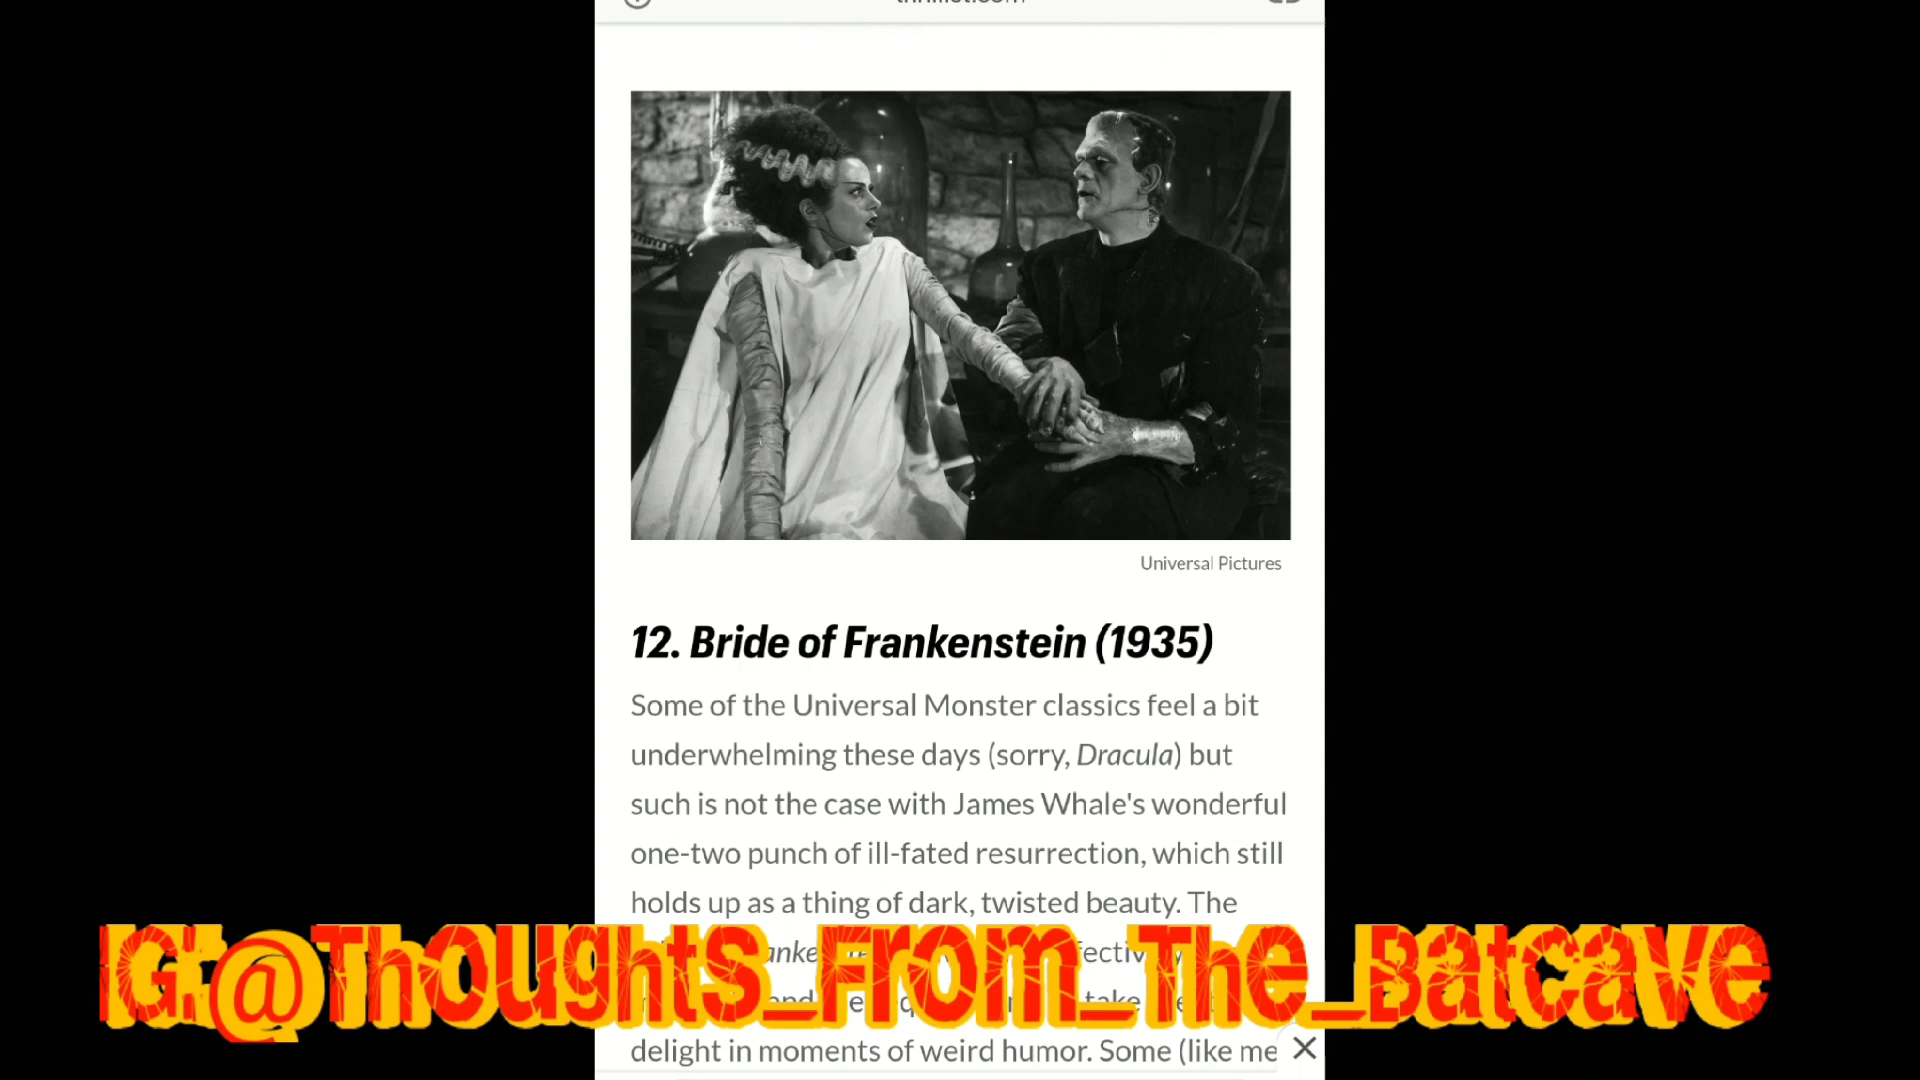 Universal Pictures
12. Bride of Frankenstein (1935)
Some of the Universal Monster classics feel a bit
underwhelming these days (sorry, Dracula) but
such is not the case with James Whale's wonderful
one-two punch of ill-fated resurrection, which still
holds up as a thing of dark, twisted beauty. The
IG:@Thoughts_From_The_Batcave
delight in moments of weird humor. Some (like me